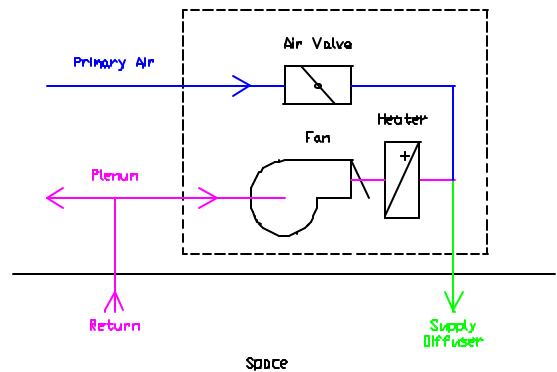 Air Valve
Primary Air
Heater
Fan
Plenum
Return
Supply
Diffuser
Space